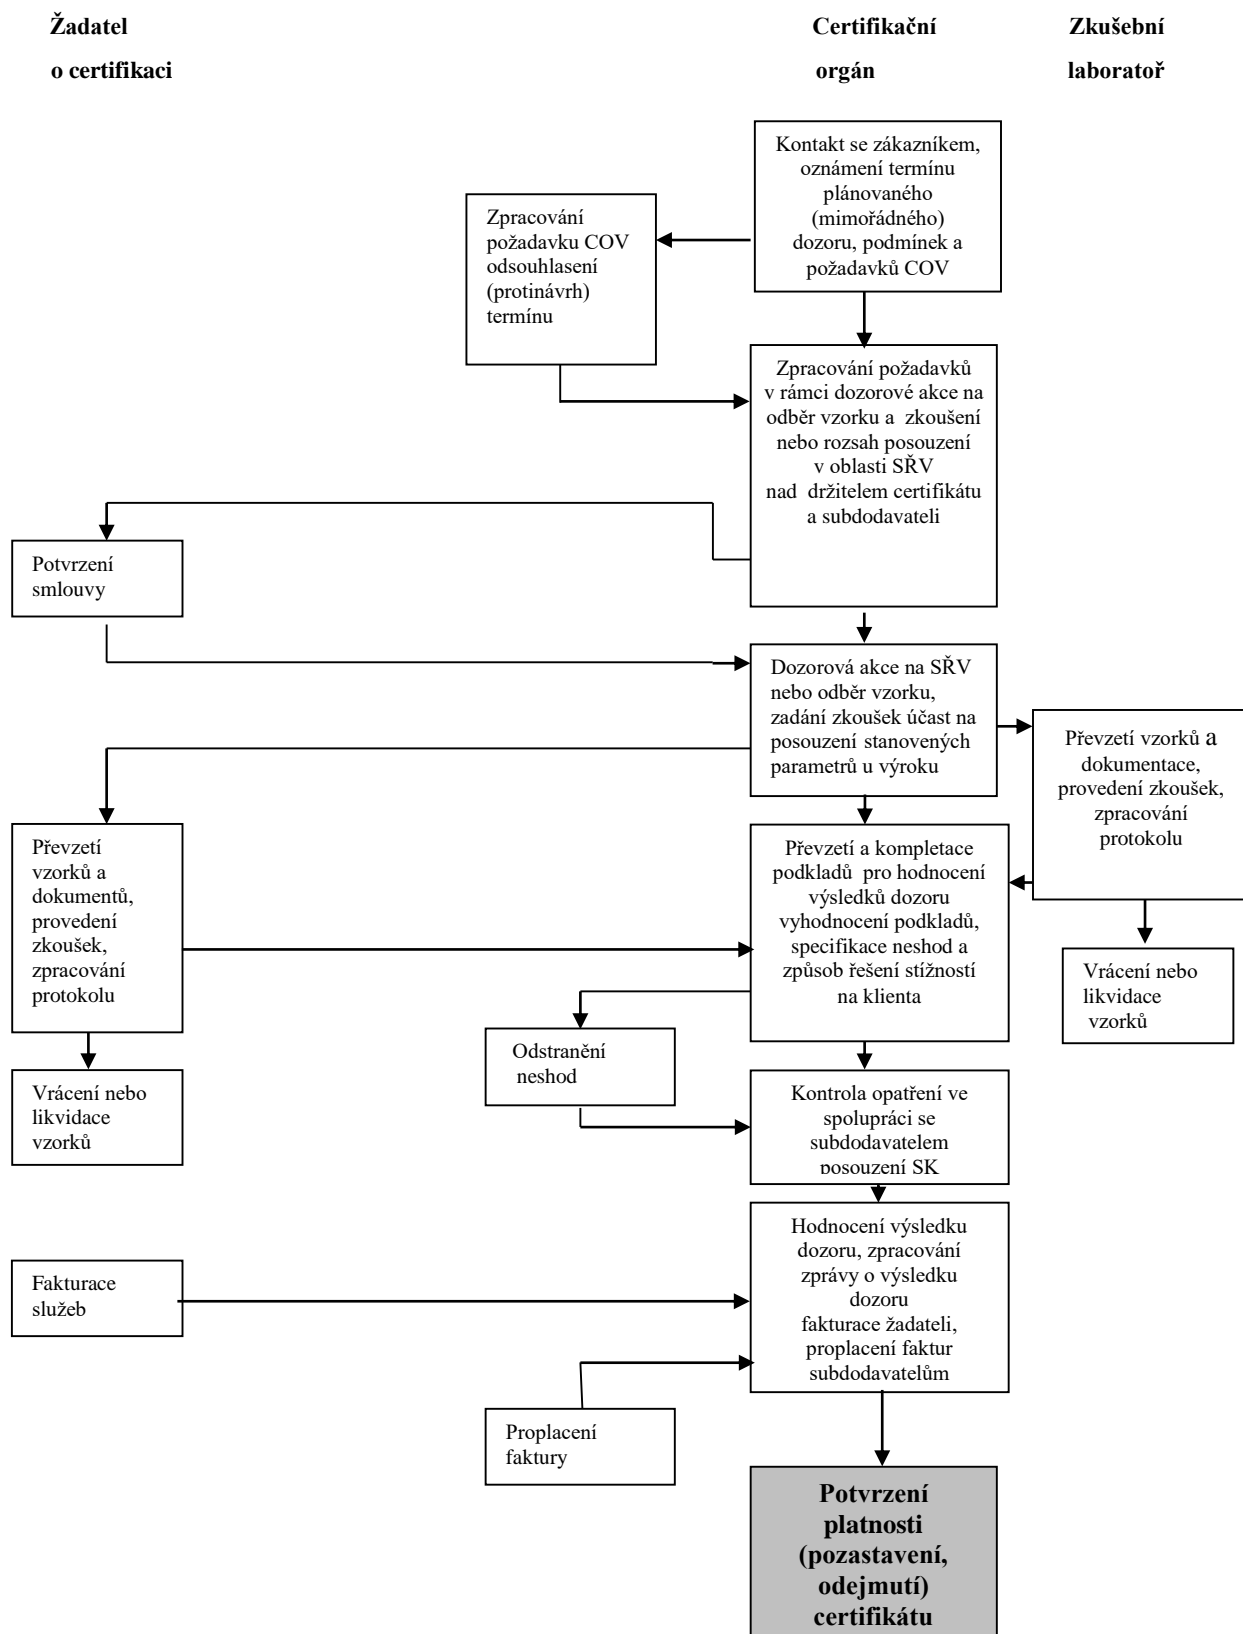 Žadatel
o certifikaci
Certifikační
orgán
Zkušební
laboratoř
Kontakt se zákazníkem,
oznámení termínu
plánovaného
(mimořádného)
dozoru, podmínek a
požadavků COV
Zpracování
požadavku COV
odsouhlasení
(protinávrh)
termínu
Zpracování požadavků
v rámci dozorové akce na
odběr vzorku a zkoušení
nebo rozsah posouzení
v oblasti SŘV
nad držitelem certifikátu
a subdodavateli
Potvrzení
smlouvy
Dozorová akce na SŘV
nebo odběr vzorku,
zadání zkoušek účast na
posouzení stanovených
parametrů u výroku
Převzetí vzorků a
dokumentace,
provedení zkoušek,
zpracování
protokolu
Převzetí
vzorků a
dokumentů,
provedení
zkoušek,
zpracování
protokolu
Převzetí a kompletace
podkladů pro hodnocení
výsledků dozoru
vyhodnocení podkladů,
specifikace neshod a
způsob řešení stížností
na klienta
Vrácení nebo
likvidace
vzorků
Odstranění
neshod
Vrácení nebo
likvidace
vzorků
Kontrola opatření ve
spolupráci se
subdodavatelem
posouzení SK
Hodnocení výsledku
dozoru, zpracování
zprávy o výsledku
dozoru
fakturace žadateli,
proplacení faktur
subdodavatelům
Fakturace
služeb
Proplacení
faktury
Potvrzení
platnosti
(pozastavení,
odejmutí)
certifikátu